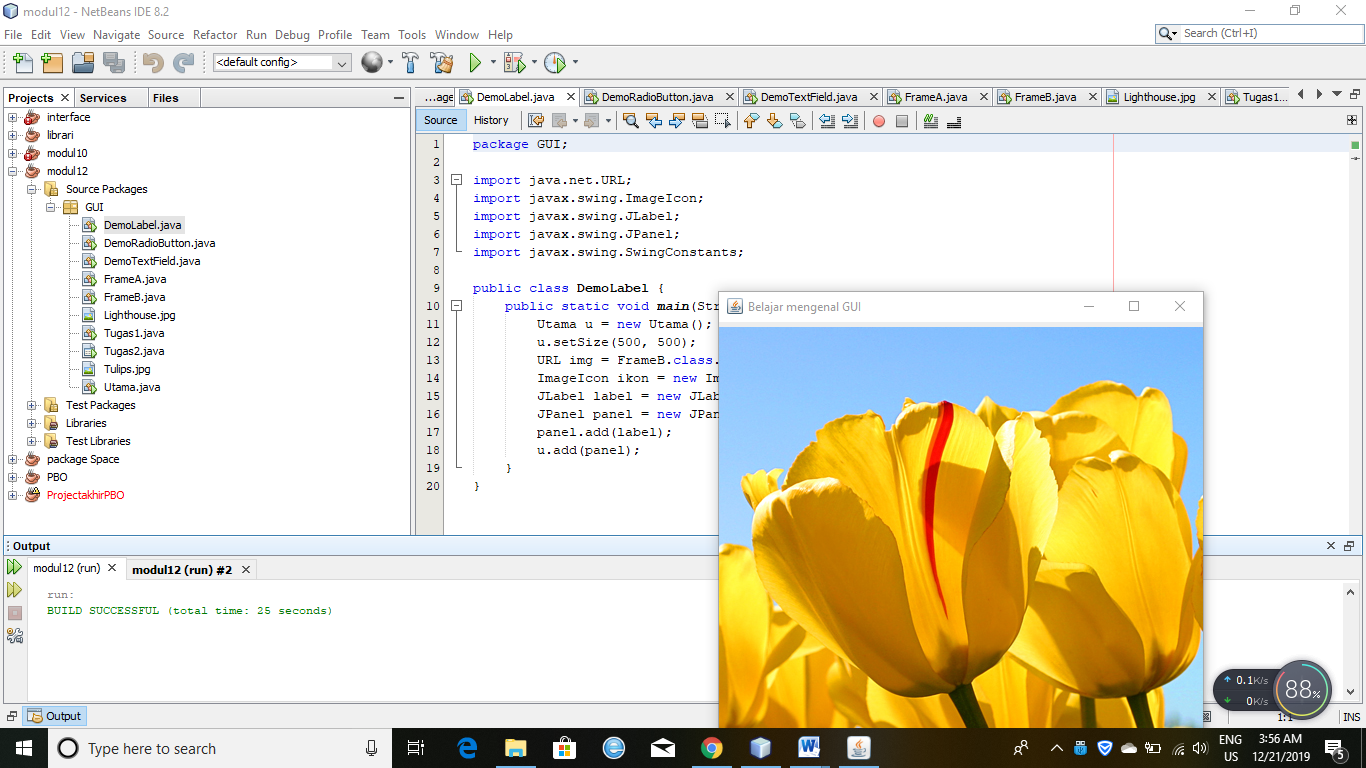 modul12 - NetBeans IDE 8.2
File Edit View Navigate Source Refactor Run Debug Profile Team Tools Window Help
Search (Ctrl+I)
<default config>
Projects Services Files
interface
librari
modul10
modul12
Source Packages
GUI
DemoLabel.java
DemoRadioButton.java
DemoTextField.java
FrameA.java
FrameB.java
Lighthouse.jpg
Tugas1.java
Tugas2.java
Tulips.jpg
Utama.java
Test Packages
Libraries
Test Libraries
package Space
PBO
ProjectakhirPBO
...age DemoLabel.java DemoRadioButton.java DemoTextField.java FrameA.java FrameB.java Lighthouse.jpg Tugas1...
Source History
1 package GUI;
2
3 import java.net.URL;
4 import javax.swing.ImageIcon;
5 import javax.swing.JLabel;
6 import javax.swing.JPanel;
7 import javax.swing.SwingConstants;
8
9 public class DemoLabel {
10 public static void main(Str
11 Utama u = new Utama();
12 u.setSize(500, 500);
13 URL img = FrameB.class.
14 ImageIcon ikon = new Im
15 JLabel label = new JLab
16 JPanel panel = new JPan
17 panel.add(label);
18 u.add(panel);
19 }
20 }
Belajar mengenal GUI
Output
modul12 (run) modul12 (run) #2
run:
BUILD SUCCESSFUL (total time: 25 seconds)
0.1K/s
0K/s
88%
Output
1:1 INS
Type here to search
ENG
US
3:56 AM
12/21/2019
5